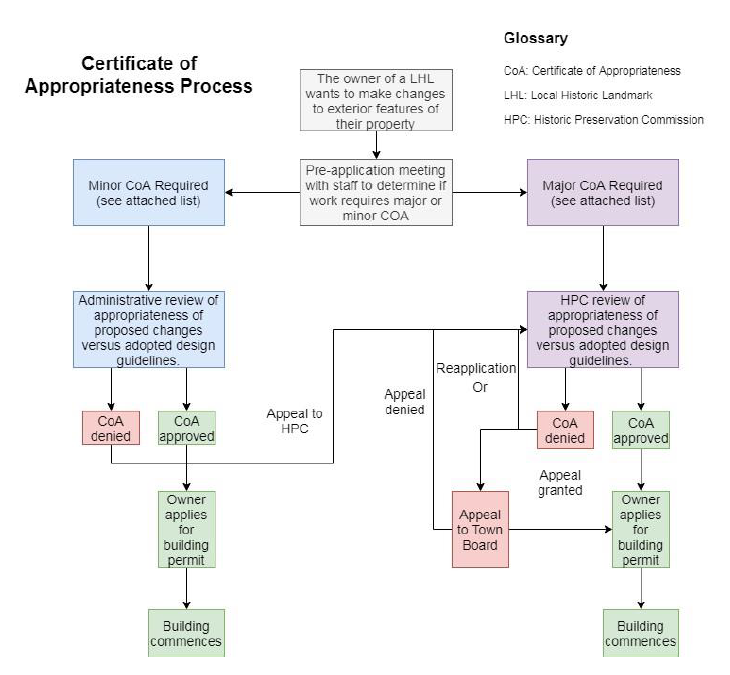 Certificate of
Appropriateness Process
Glossary
CoA: Certificate of Appropriateness
LHL: Local Historic Landmark
HPC: Historic Preservation Commission
The owner of a LHL
wants to make changes
to exterior features of
their property
Minor CoA Required
(see attached list)
Pre-application meeting
with staff to determine if
work requires major or
minor COA
Major CoA Required
(see attached list)
Administrative review of
appropriateness of
proposed changes
versus adopted design
guidelines.
HPC review of
appropriateness of
proposed changes
versus adopted design
guidelines.
Reapplication
Or
Appeal
denied
Appeal to
HPC
CoA
denied
CoA
approved
CoA
denied
CoA
approved
Appeal
granted
Owner
applies
for
building
permit
Appeal
to Town
Board
Owner
applies
for
building
permit
Building
commences
Building
commences